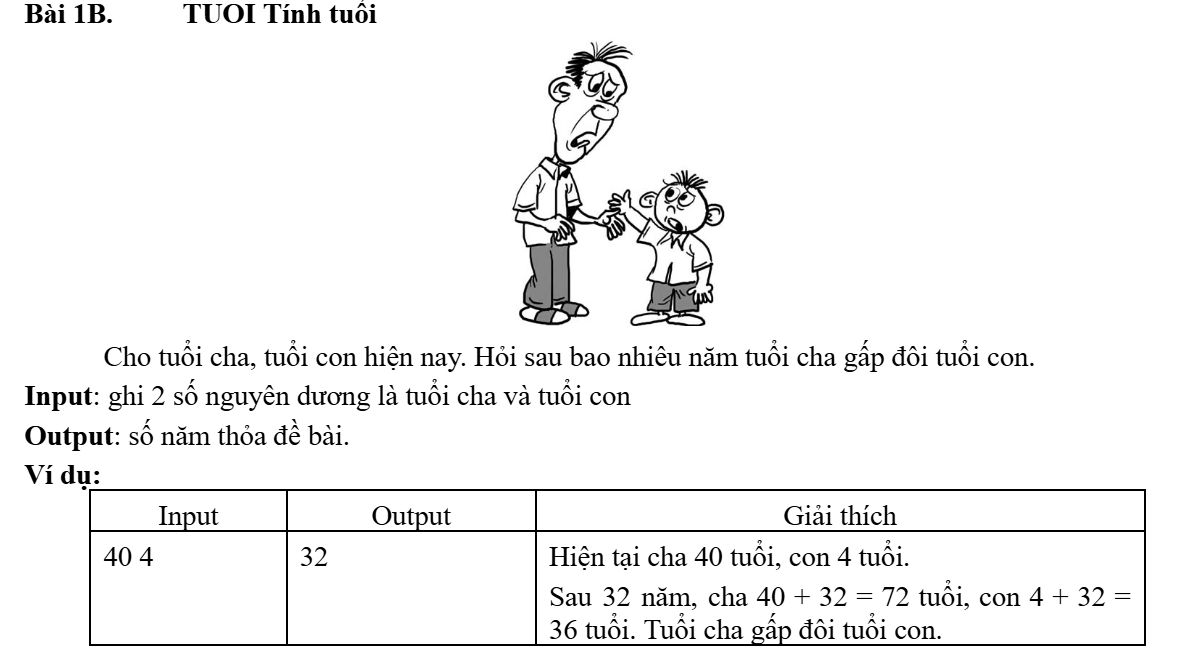 Bài 1B. TUOI Tính tuổi
Cho tuổi cha, tuổi con hiện nay. Hỏi sau bao nhiêu năm tuổi cha gấp đôi tuổi con.
Input: ghi 2 số nguyên dương là tuổi cha và tuổi con
Output: số năm thỏa đề bài.
Ví dụ:
Input Output Giải thích
40 4 32 Hiện tại cha 40 tuổi, con 4 tuổi.
Sau 32 năm, cha 40 + 32 = 72 tuổi, con 4 + 32 =
36 tuổi. Tuổi cha gấp đôi tuổi con.